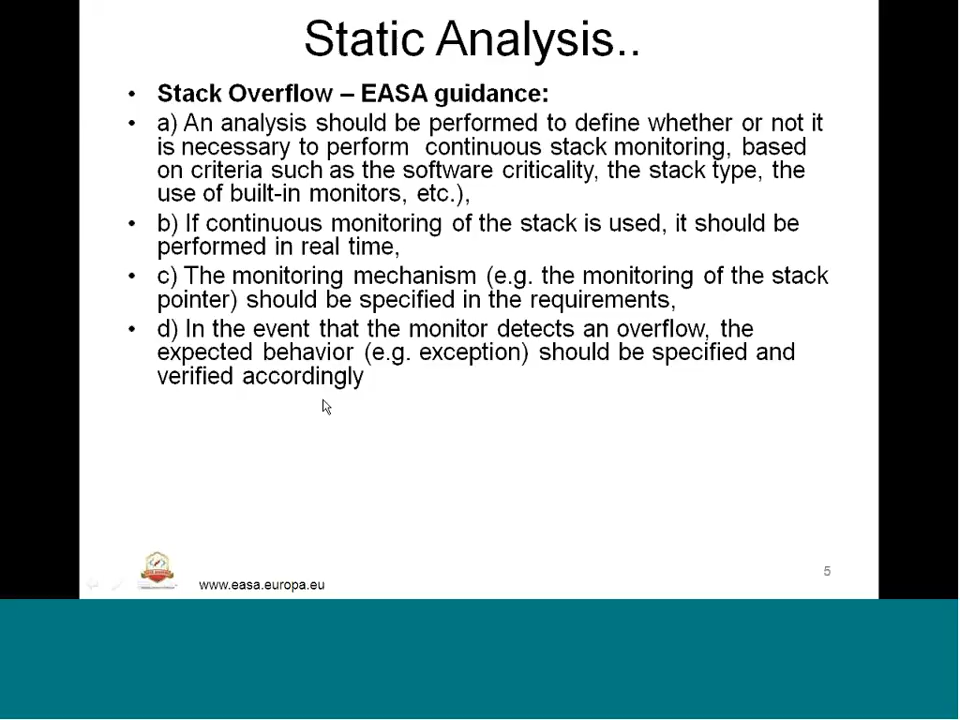 Static Analysis..
• Stack Overflow – EASA guidance:
• a) An analysis should be performed to define whether or not it
is necessary to perform continuous stack monitoring, based
on criteria such as the software criticality, the stack type, the
use of built-in monitors, etc.),
• b) If continuous monitoring of the stack is used, it should be
performed in real time,
• c) The monitoring mechanism (e.g. the monitoring of the stack
pointer) should be specified in the requirements,
• d) In the event that the monitor detects an overflow, the
expected behavior (e.g. exception) should be specified and
verified accordingly
www.easa.europa.eu
5